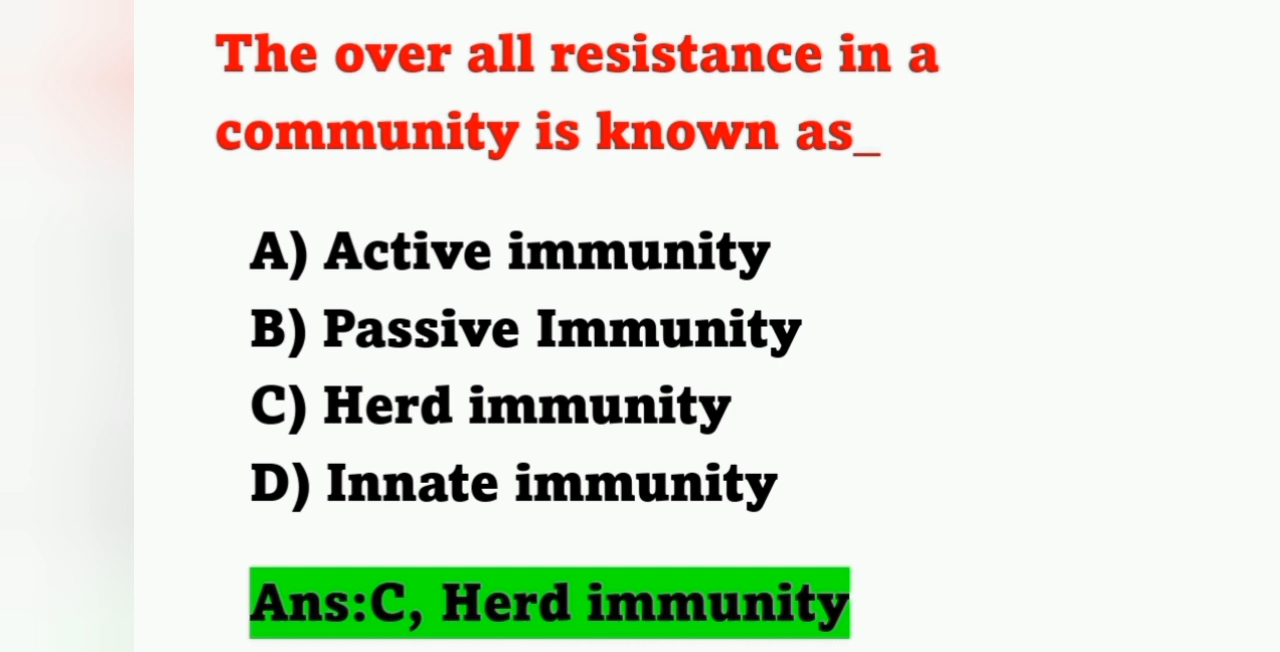 The over all resistance in a
community is known as_
A) Active immunity
B) Passive Immunity
C) Herd immunity
D) Innate immunity
Ans:C, Herd immunity